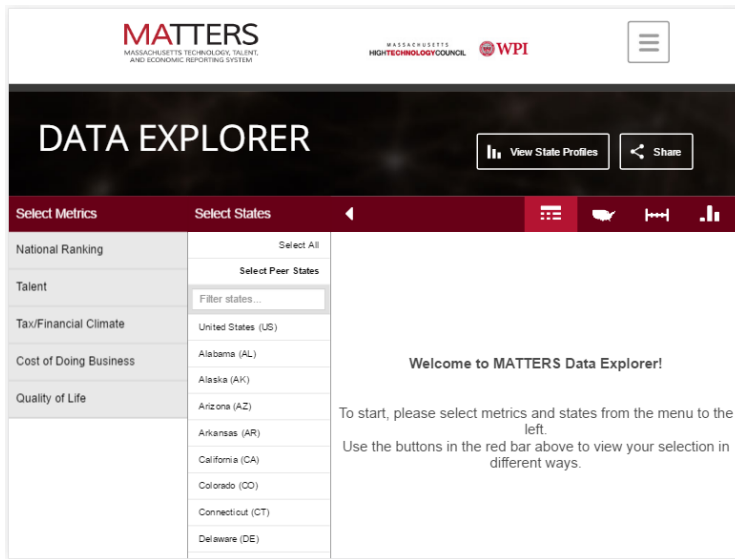 MATTERS
MASSACHUSETTS TECHNOLOGY, TALENT,
AND ECONOMIC REPORTING SYSTEM
MASSACHUSETTS
HIGHTECHNOLOGYCOUNCIL
WPI
DATA EXPLORER
View State Profiles
Share
Select Metrics
National Ranking
Talent
Tax/Financial Climate
Cost of Doing Business
Quality of Life
Select States
Select All
Select Peer States
Filter states...
United States (US)
Alabama (AL)
Alaska (AK)
Arizona (AZ)
Arkansas (AR)
California (CA)
Colorado (CO)
Connecticut (CT)
Delaware (DE)
Welcome to MATTERS Data Explorer!
To start, please select metrics and states from the menu to the
left.
Use the buttons in the red bar above to view your selection in
different ways.